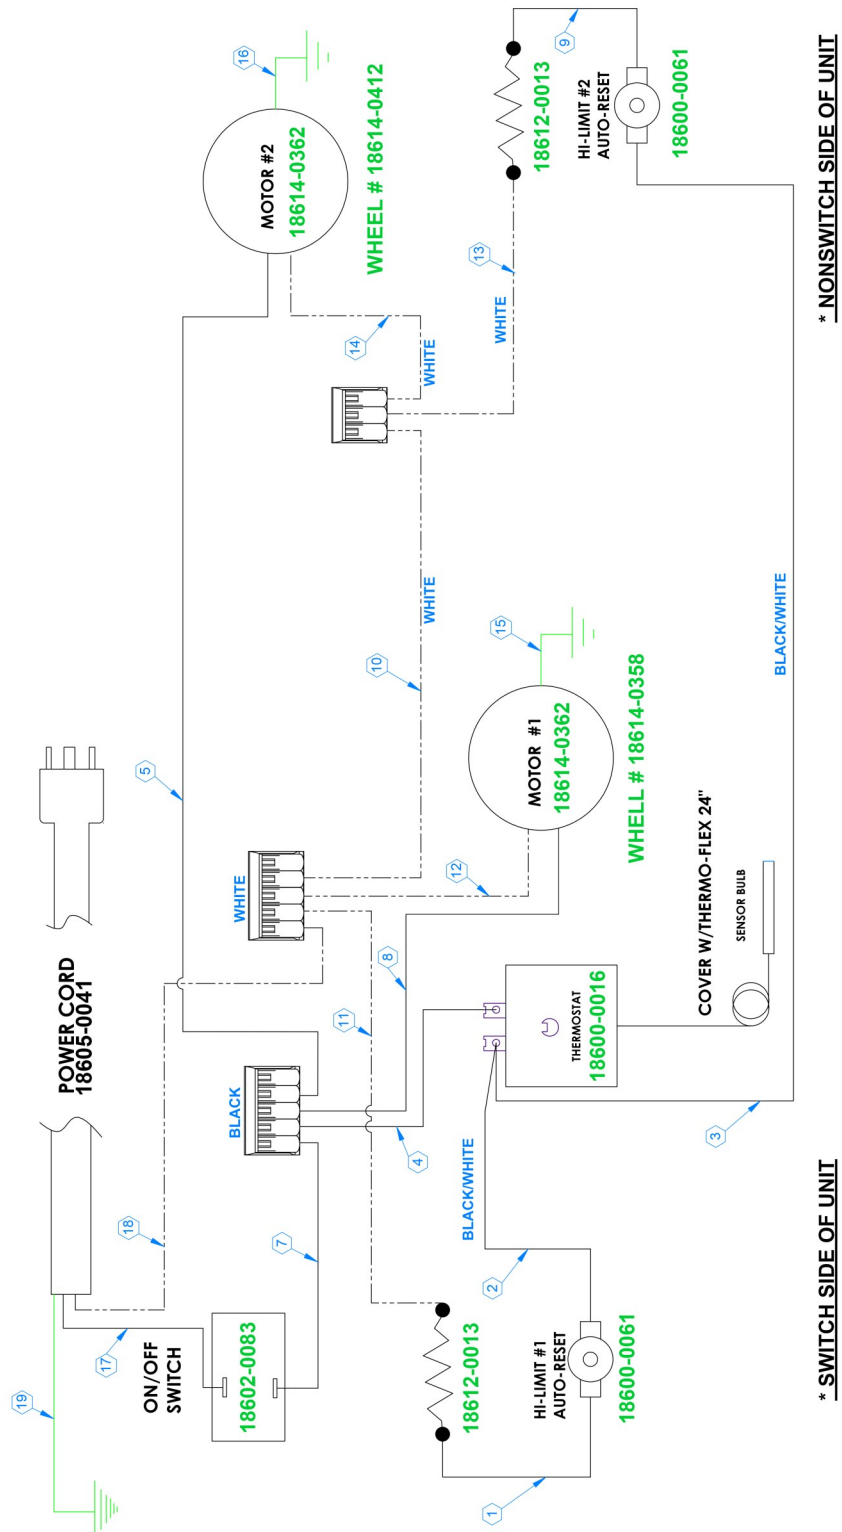 19
17
ON/OFF
SWITCH
18602-0083
18
7
POWER CORD
18605-0041
BLACK
WHITE
5
16
MOTOR #2
18614-0362
WHEEL # 18614-0412
14
WHITE
13
WHITE
9
18612-0013
HI-LIMIT #2
AUTO-RESET
18600-0061
10
WHITE
15
MOTOR #1
18614-0362
WHELL # 18614-0358
12
8
11
4
THERMOSTAT
18600-0016
COVER W/THERMO-FLEX 24"
SENSOR BULB
BLACK/WHITE
3
BLACK/WHITE
2
18612-0013
HI-LIMIT #1
AUTO-RESET
18600-0061
1
* SWITCH SIDE OF UNIT
* NONSWITCH SIDE OF UNIT